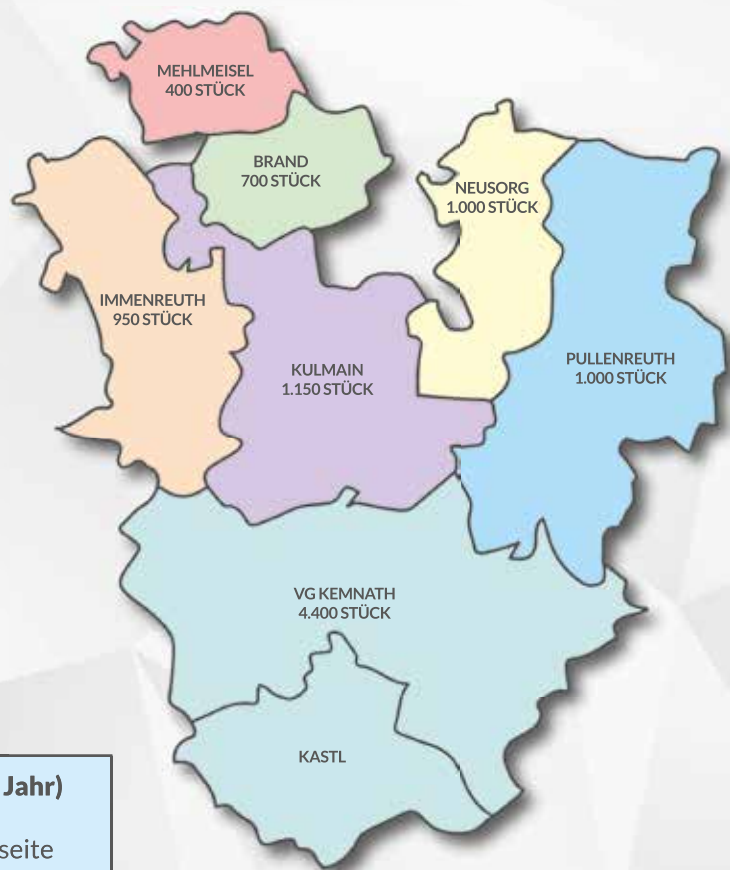 MEHLMEISEL
400 STÜCK
BRAND
700 STÜCK
NEUSORG
1.000 STÜCK
IMMENREUTH
950 STÜCK
KULMAIN
1.150 STÜCK
PULLENREUTH
1.000 STÜCK
VG KEMNATH
4.400 STÜCK
KASTL
Jahr)
seite